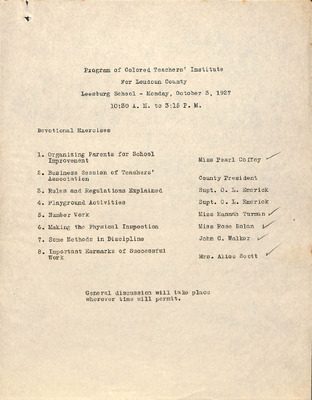 Program of Colored Teachers' Institute
For Loudoun County
Leesburg School - Monday, October 3, 1927
10:30 A. M. to 3:15 P. M.
Devotional Exercises
1. Organizing Parents for School Improvement Miss Pearl Coffey
2. Business Session of Teachers' Association County President
3. Rules and Regulations Explained Supt. O. L. Emerick
4. Playground Activities Supt. O. L. Emerick
5. Number Work Miss Hannah Turman
6. Making the Physical Inspection Miss Rose Bolan
7. Some Methods in Discipline John C. Walker
8. Important Earmarks of Successful Work Mrs. Alice Scott
General discussion will take place
wherever time will permit.